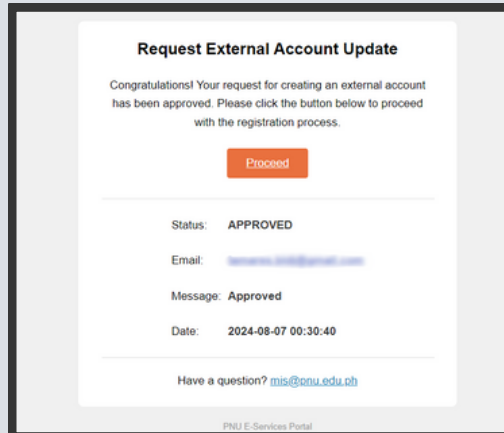 Request External Account Update
Congratulations! Your request for creating an external account
has been approved. Please click the button below to proceed
with the registration process.
Proceed
Status: APPROVED
Email:
Message: Approved
Date: 2024-08-07 00:30:40
Have a question? mis@pnu.edu.ph
PNU E-Services Portal